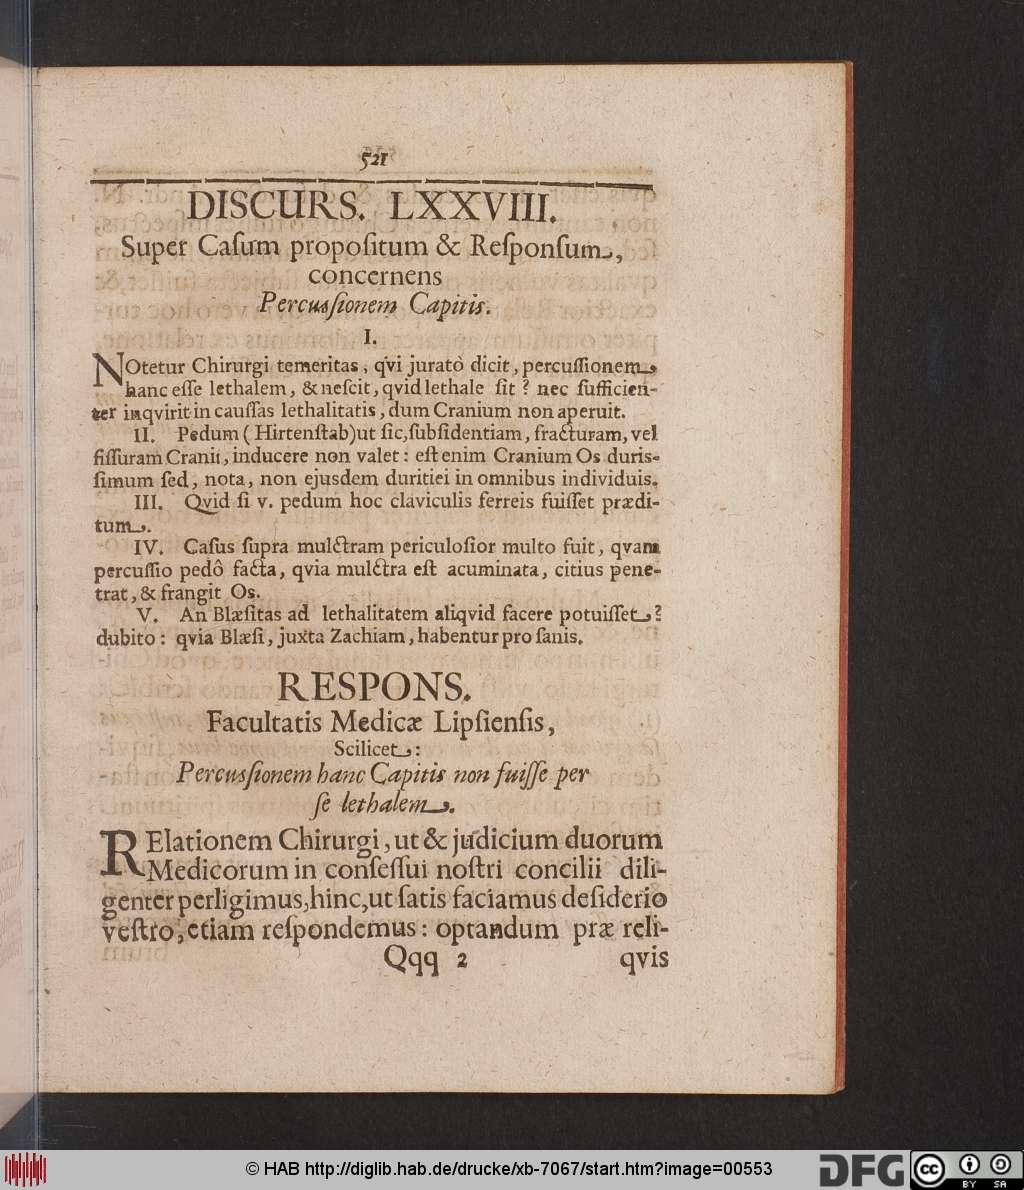 521
DISCURS. LXXVIII.
Super Caſum propoſitum & Reſponſum,
concernens
Percusſionem Capitis.
I.
NOtetur Chirurgi temeritas, qvi juratò dicit, percuſſionem
hanc eſſe lethalem, & neſcit, qvid lethale ſit? nec ſufficien-
ter inqvirit in cauſſas lethalitatis, dum Cranium non aperuit.
II. Pedum (Hirtenſtab) ut ſic, ſubſidentiam, fracturam, vel
fiſſuram Cranii, inducere non valet: eſt enim Cranium Os duris-
ſimum ſed, nota, non ejusdem duritiei in omnibus individuis.
III. Qvid ſi v. pedum hoc claviculis ferreis fuiſſet prædi-
tum.
IV. Caſus ſupra mulctram periculoſior multo fuit, qvam
percuſſio pedô facta, qvia mulctra eſt acuminata, citius pene-
trat, & frangit Os.
V. An Blæſitas ad lethalitatem aliqvid facere potuiſſet?
dubito: qvia Blæſi, juxta Zachiam, habentur pro ſanis.
RESPONS.
Facultatis Medicæ Lipſienſis,
Scilicet:
Percusſionem hanc Capitis non fuiſſe per
ſe lethalem.
RElationem Chirurgi, ut & judicium duorum
Medicorum in conſeſſui noſtri concilii dili-
genter perligimus, hinc, ut ſatis faciamus deſiderio
veſtro, etiam reſpondemus: optandum præ reli-
Qqq 2 qvis
© HAB http://diglib.hab.de/drucke/xb-7067/start.htm?image=00553
DFG
cc BY SA